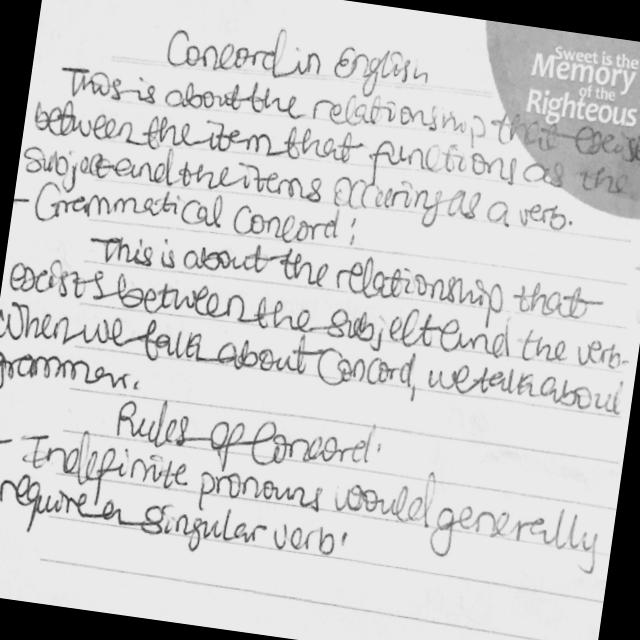 Concord in English
Sweet is the
Memory
of the
Righteous
This is about the relationship that exist
between the item that functions as the
subject and the items occuring as a verb.
- Grammatical Concord:
This is about the relationship that
exists between the subject and the verb.
When we talk about Concord, we talk about
grammar.
Rules of Concord:
- Indefinite pronouns would generally
require a singular verb.